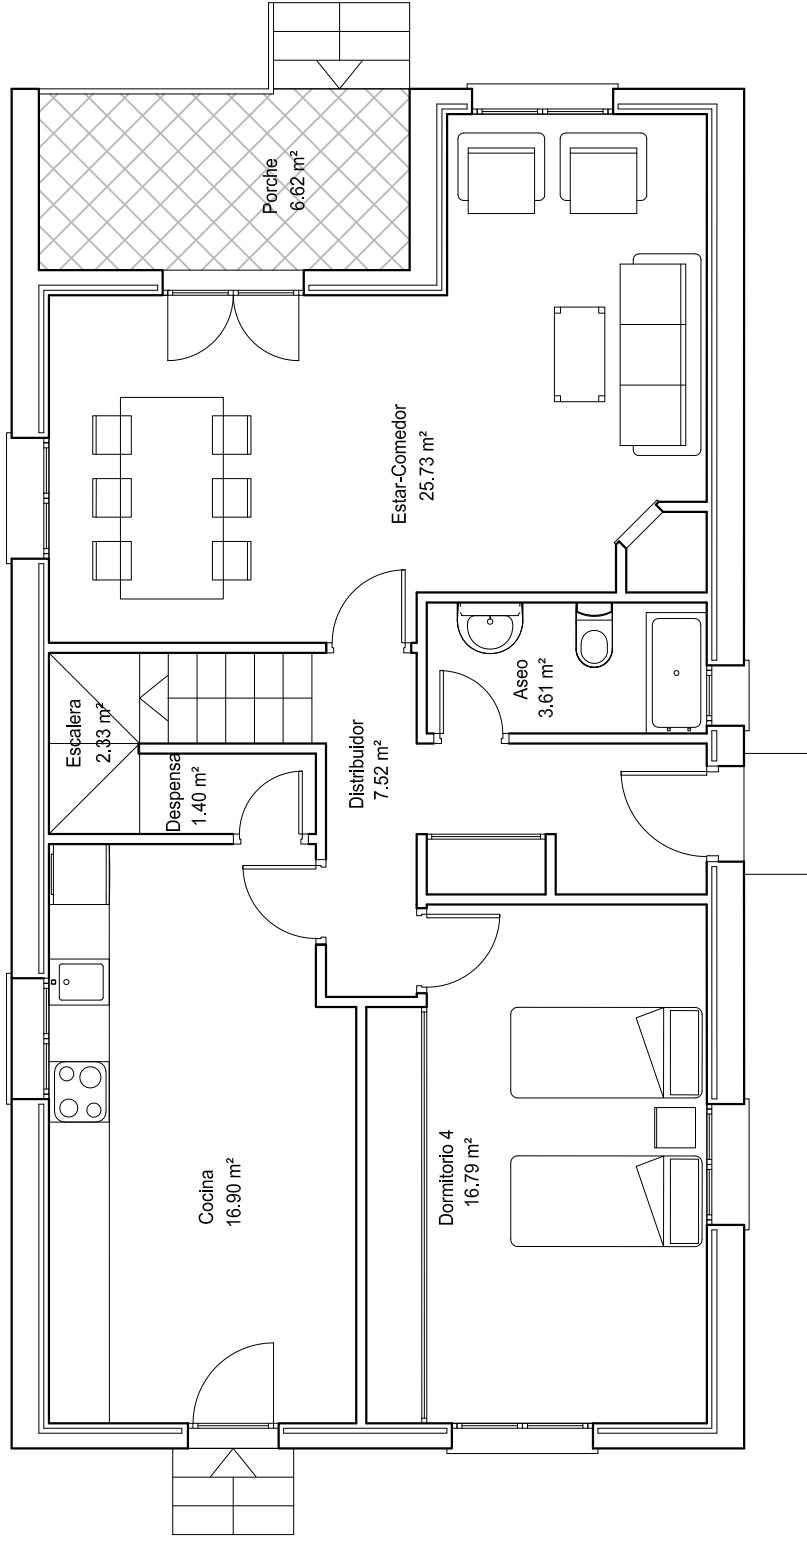 Porche
6.62 m²
Estar-Comedor
25.73 m²
Escalera
2.33 m²
Despensa
1.40 m²
Distribuidor
7.52 m²
Aseo
3.61 m²
Cocina
16.90 m²
Dormitorio 4
16.79 m²